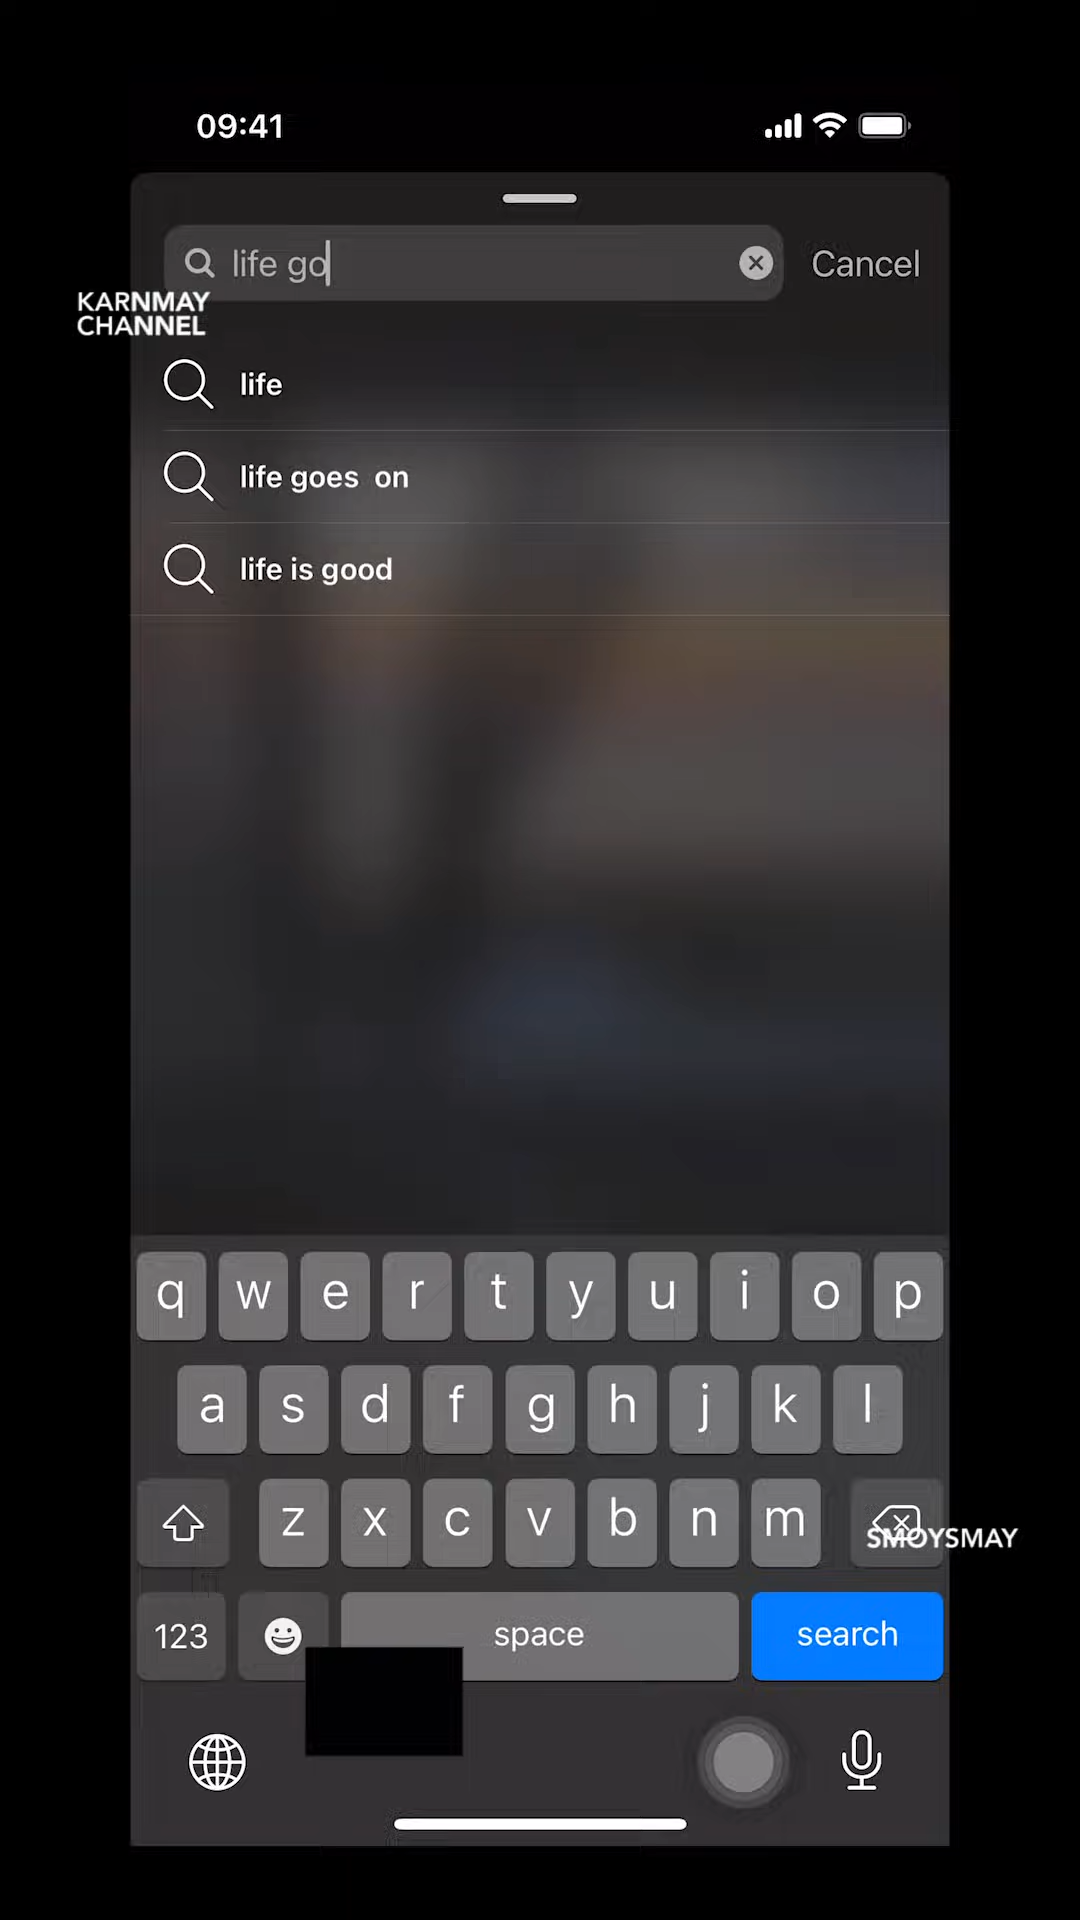 09:41
life go
Cancel
KARNMAY
CHANNEL
life
life goes  on
life is good
q w e r t y u i o p
a s d f g h j k l
z x c v b n m
SMOYSMAY
123
space
search